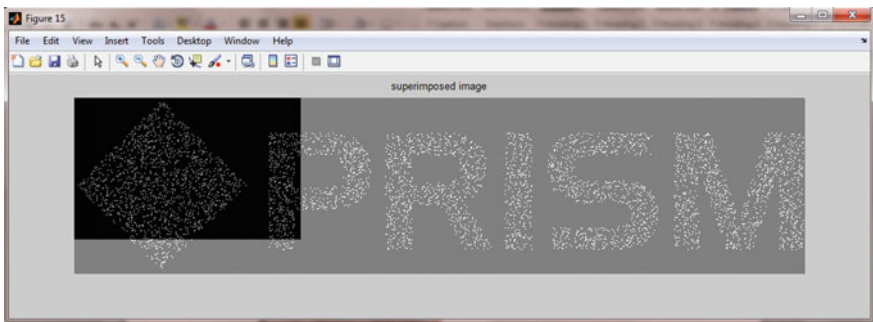 Figure 15
File Edit View Insert Tools Desktop Window Help
superimposed image
PRISM